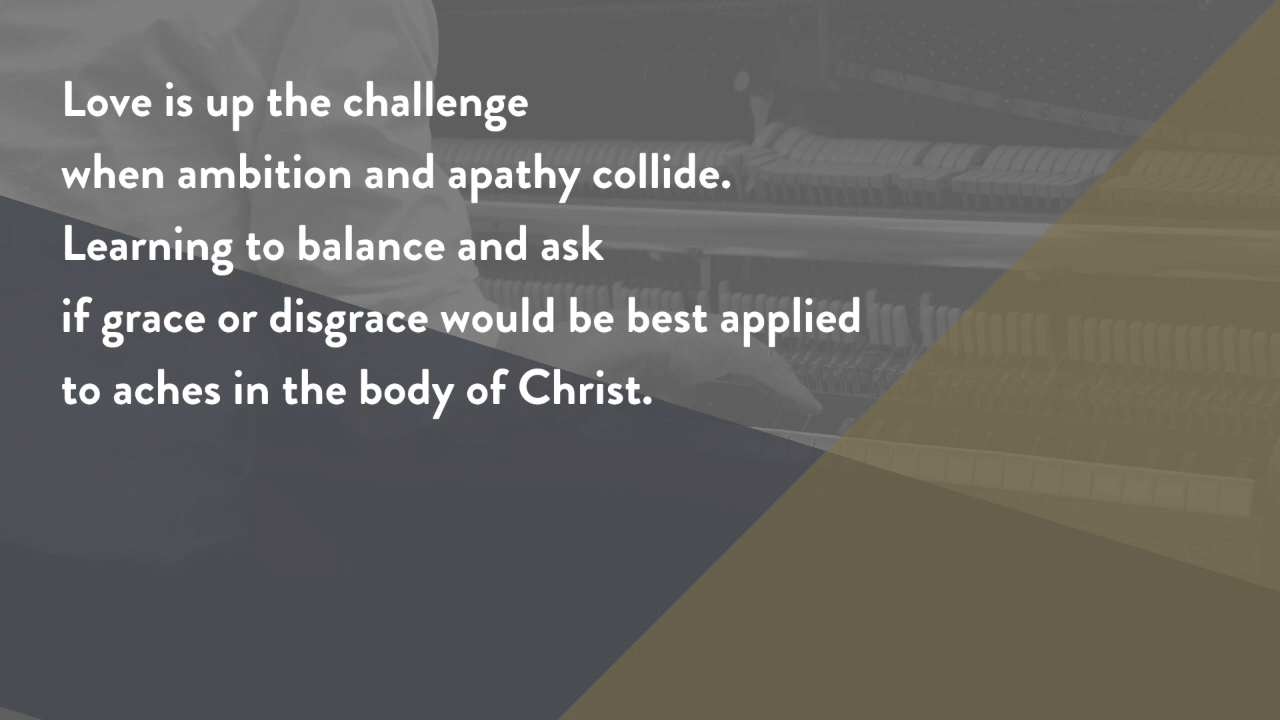 Love is up the challenge
when ambition and apathy collide.
Learning to balance and ask
if grace or disgrace would be best applied
to aches in the body of Christ.